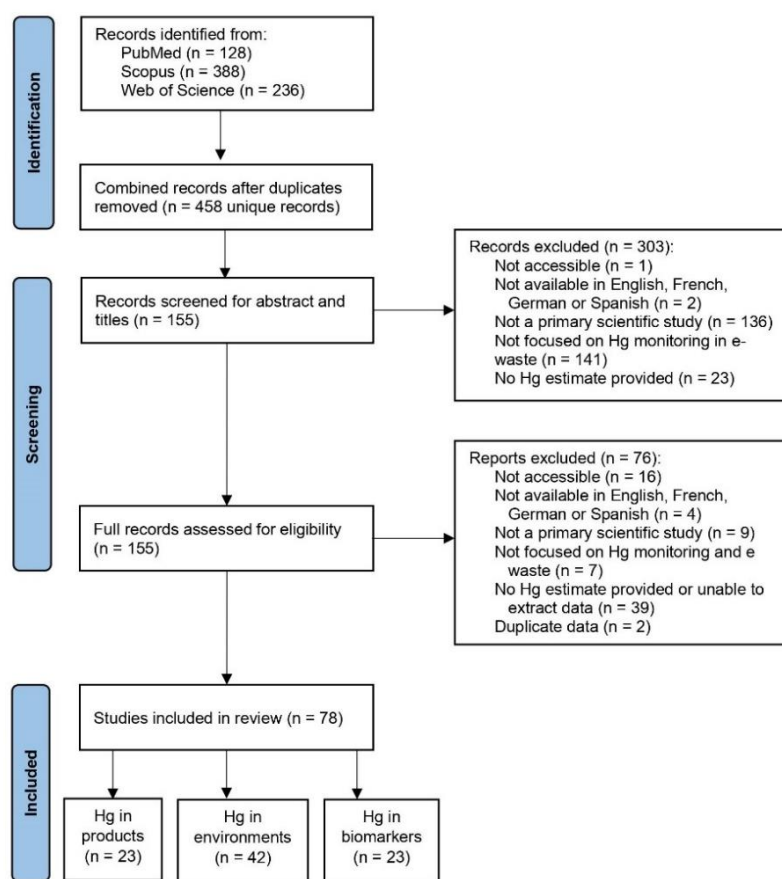 Identification
Records identified from:
PubMed (n = 128)
Scopus (n = 388)
Web of Science (n = 236)
Combined records after duplicates
removed (n = 458 unique records)
Screening
Records screened for abstract and
titles (n = 155)
Records excluded (n = 303):
Not accessible (n = 1)
Not available in English, French,
German or Spanish (n = 2)
Not a primary scientific study (n = 136)
Not focused on Hg monitoring in e-
waste (n = 141)
No Hg estimate provided (n = 23)
Full records assessed for eligibility
(n = 155)
Reports excluded (n = 76):
Not accessible (n = 16)
Not available in English, French,
German or Spanish (n = 4)
Not a primary scientific study (n = 9)
Not focused on Hg monitoring and e
waste (n = 7)
No Hg estimate provided or unable to
extract data (n = 39)
Duplicate data (n = 2)
Included
Studies included in review (n = 78)
Hg in
products
(n = 23)
Hg in
environments
(n = 42)
Hg in
biomarkers
(n = 23)